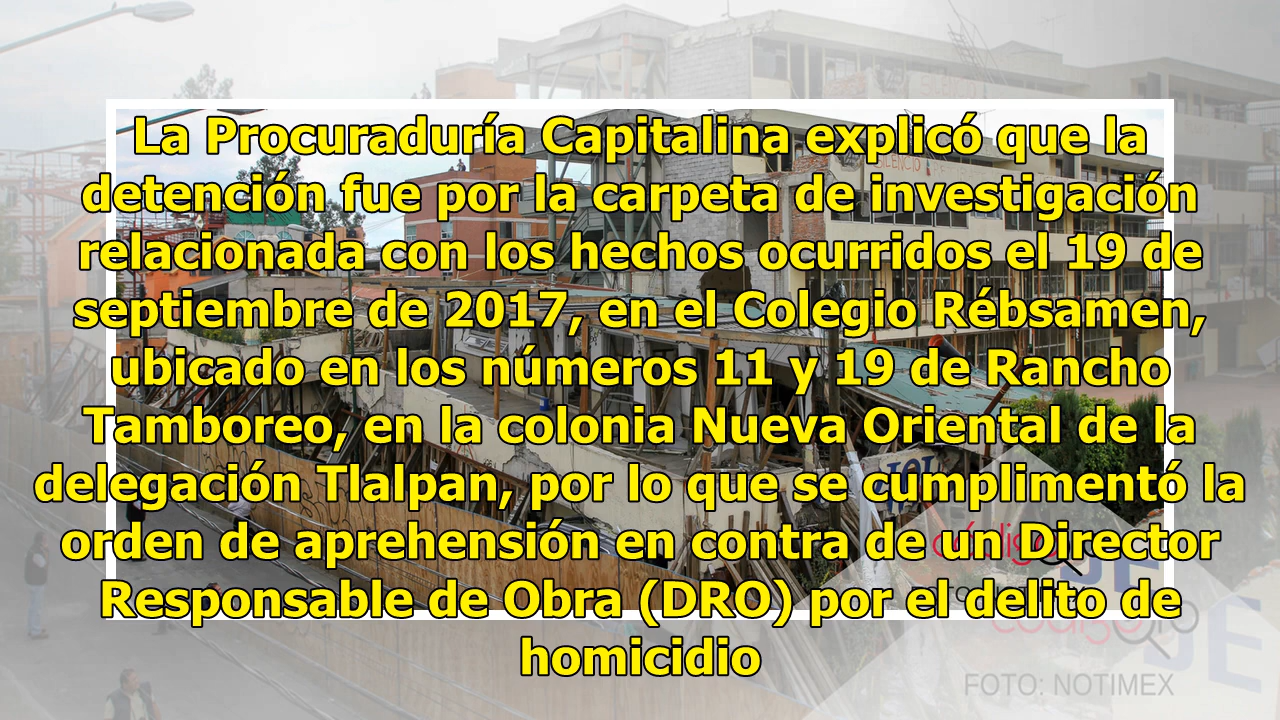 La Procuraduría Capitalina explicó que la
detención fue por la carpeta de investigación
relacionada con los hechos ocurridos el 19 de
septiembre de 2017, en el Colegio Rébsamen,
ubicado en los números 11 y 19 de Rancho
Tamboreo, en la colonia Nueva Oriental de la
delegación Tlalpan, por lo que se cumplimentó la
orden de aprehensión en contra de un Director
Responsable de Obra (DRO) por el delito de
homicidio
FOTO: NOTIMEX